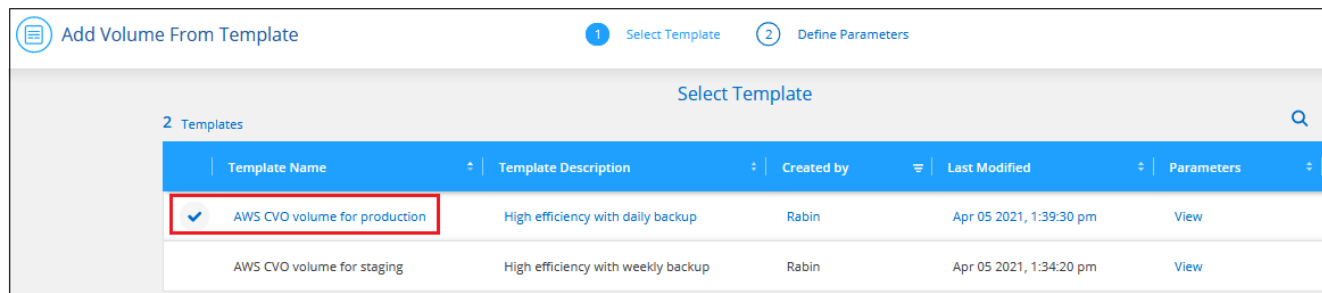 Add Volume From Template
1 Select Template 2 Define Parameters
Select Template
2 Templates
Template Name Template Description Created by Last Modified Parameters
AWS CVO volume for production High efficiency with daily backup Rabin Apr 05 2021, 1:39:30 pm View
AWS CVO volume for staging High efficiency with weekly backup Rabin Apr 05 2021, 1:34:20 pm View